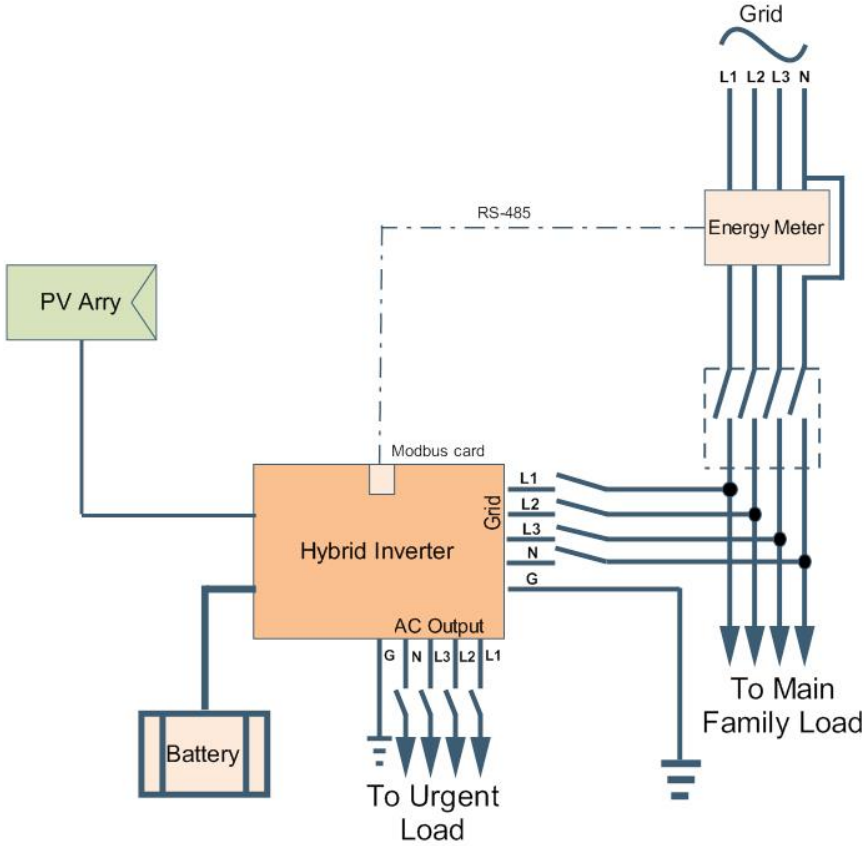 Grid
L1 L2 L3 N
RS-485
Energy Meter
PV Arry
Modbus card
L1
L2
L3
N
G
Grid
Hybrid Inverter
AC Output
G N L3 L2 L1
To Main
Family Load
Battery
To Urgent
Load